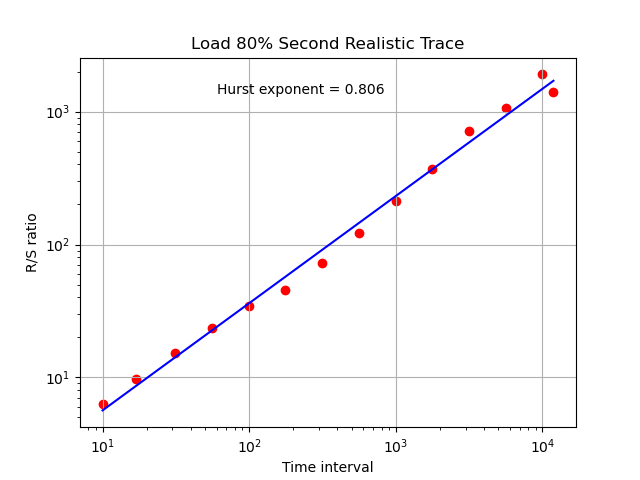 Load 80% Second Realistic Trace
Hurst exponent = 0.806
R/S ratio
10³
10²
10¹
10¹ 10² 10³ 10⁴
Time interval